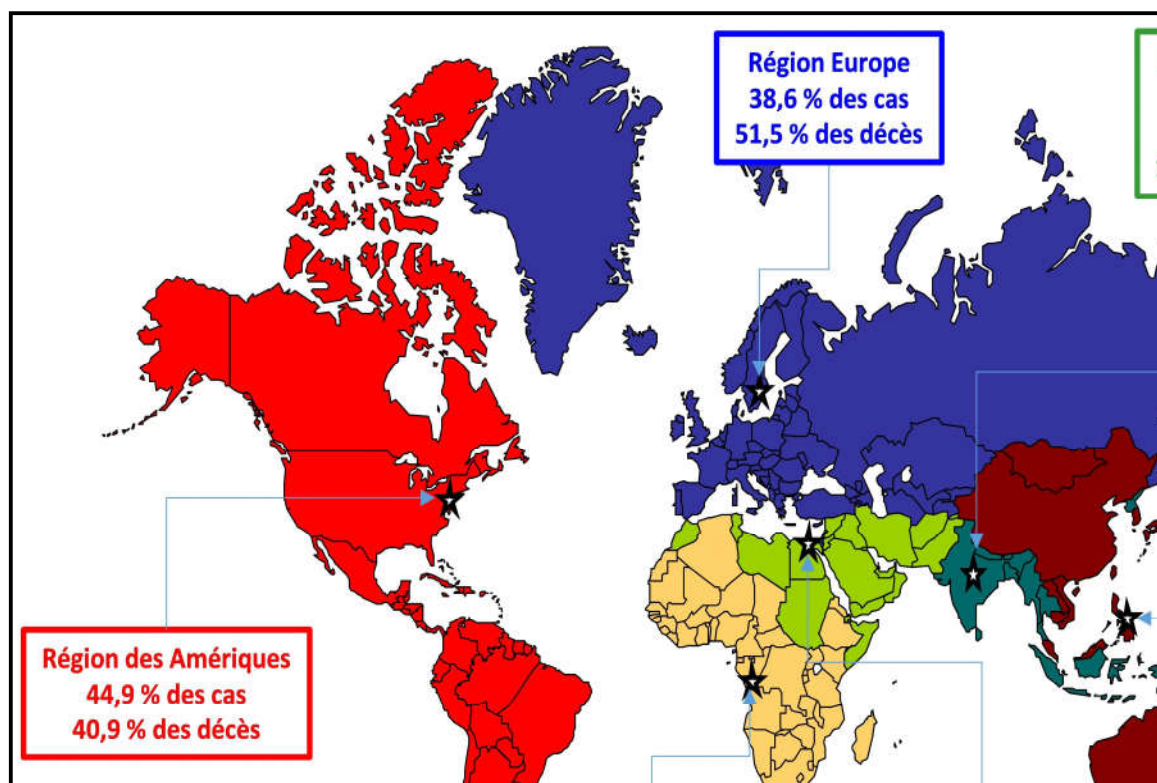 Région Europe
38,6 % des cas
51,5 % des décès
Région des Amériques
44,9 % des cas
40,9 % des décès